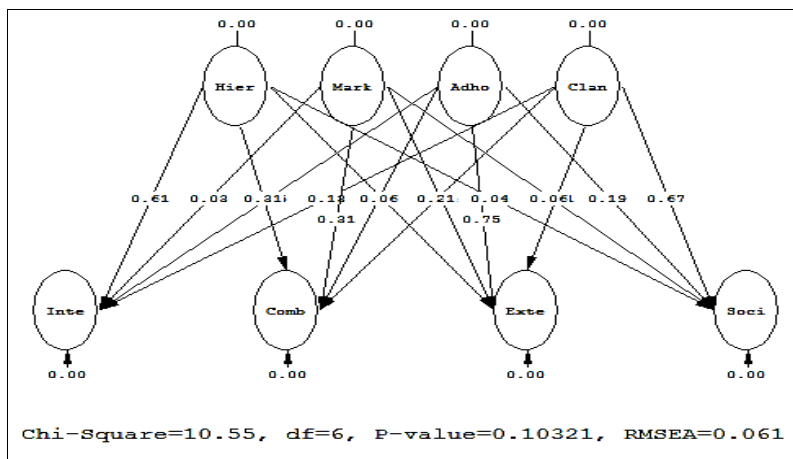 0.00 0.00 0.00 0.00
Hier Mark Adho Clan
0.61 0.03 0.18 0.06 0.21 0.04 0.19 0.67
0.31 0.75
Inte Comb Exte Soci
0.00 0.00 0.00 0.00
Chi-Square=10.55, df=6, P-value=0.10321, RMSEA=0.061